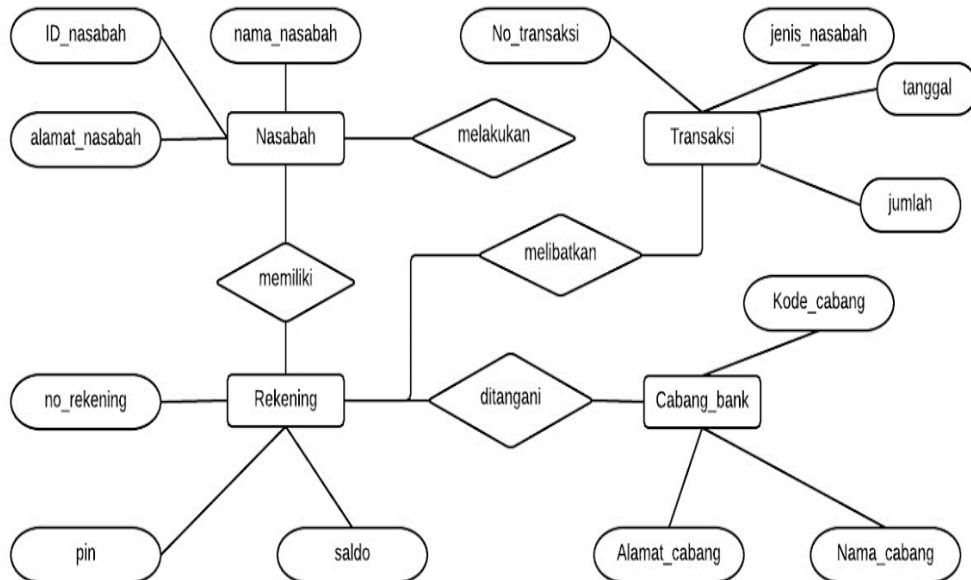 ID_nasabah
nama_nasabah
No_transaksi
jenis_nasabah
tanggal
alamat_nasabah
Nasabah
melakukan
Transaksi
jumlah
melibatkan
memiliki
Kode_cabang
no_rekening
Rekening
ditangani
Cabang_bank
pin
saldo
Alamat_cabang
Nama_cabang